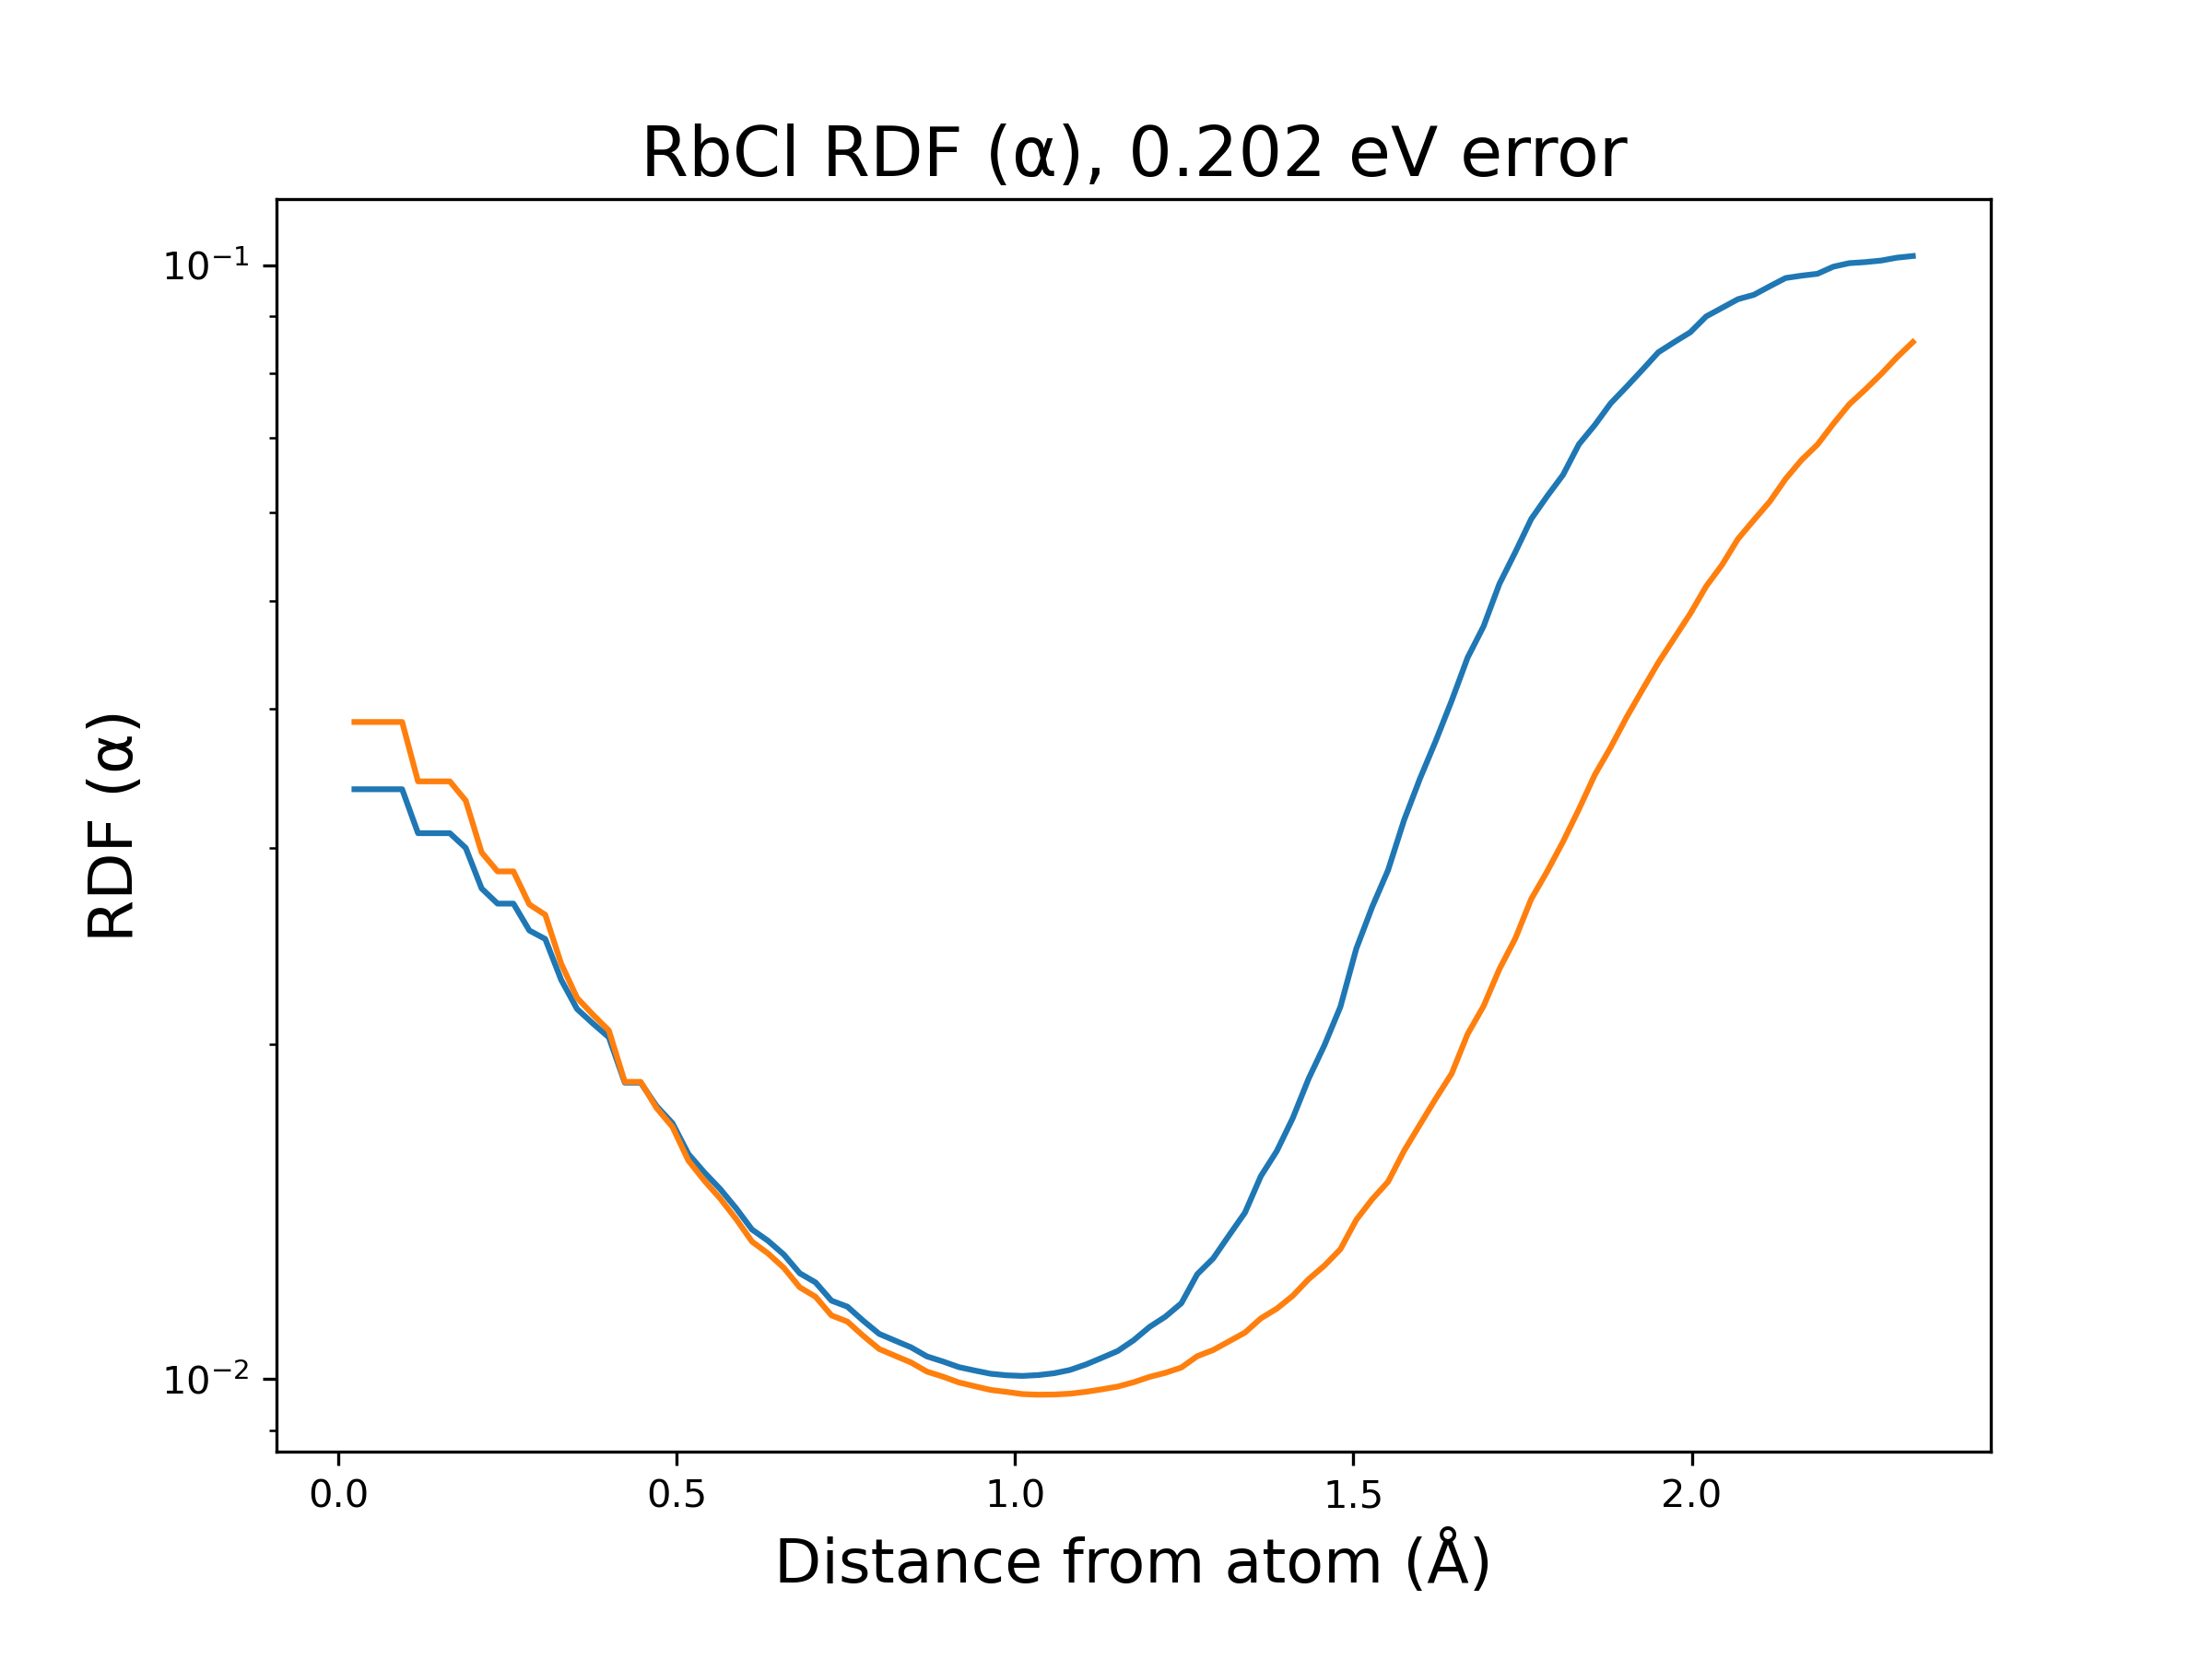 RbCl RDF (α), 0.202 eV error
10⁻¹
10⁻²
RDF (α)
0.0 0.5 1.0 1.5 2.0
Distance from atom (Å)